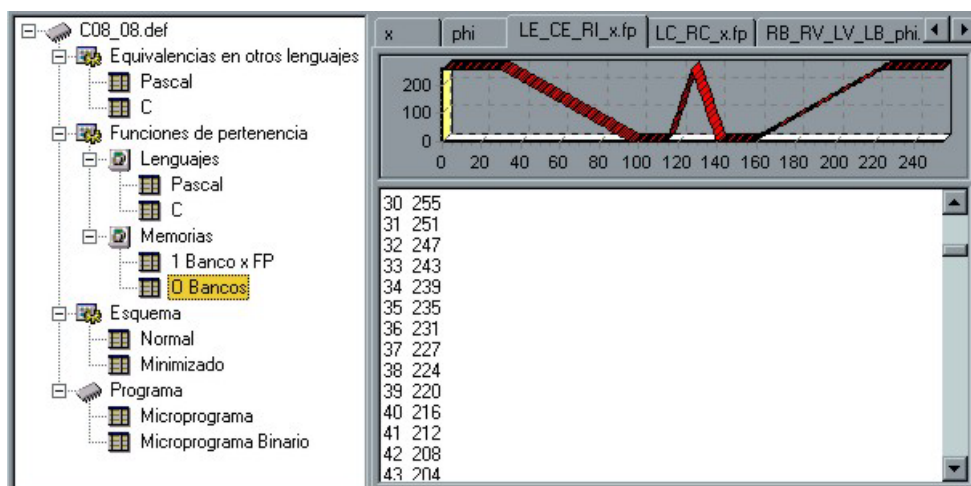 C08_08.def
Equivalencias en otros lenguajes
Pascal
C
Funciones de pertenencia
Lenguajes
Pascal
C
Memorias
1 Banco x FP
O Bancos
Esquema
Normal
Minimizado
Programa
Microprograma
Microprograma Binario
x phi LE_CE_RI_x.fp LC_RC_x.fp RB_RV_LV_LB_phi.
200
100
0
0 20 40 60 80 100 120 140 160 180 200 220 240
30 255
31 251
32 247
33 243
34 239
35 235
36 231
37 227
38 224
39 220
40 216
41 212
42 208
43 204